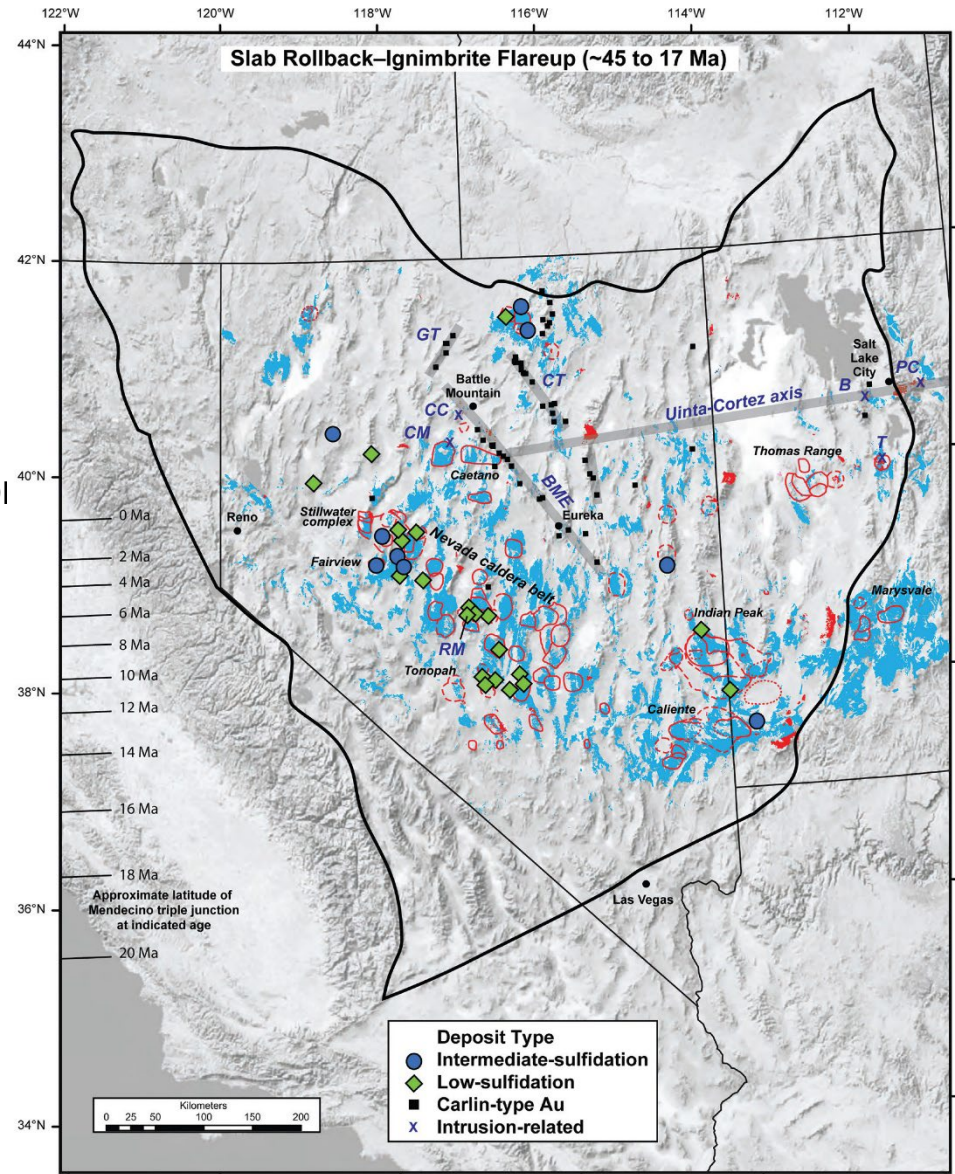 122°W
120°W
118°W
116°W
114°W
112°W
44°N
Slab Rollback–Ignimbrite Flareup (~45 to 17 Ma)
42°N
GT
Battle
Mountain
CT
Salt
Lake
City
PC
B
CC
CM
Uinta-Cortez axis
T
Thomas Range
40°N
Caetano
BME
Eureka
0 Ma
Reno
Stillwater
complex
2 Ma
Fairview
Nevada caldera belt
4 Ma
Marysvale
6 Ma
Indian Peak
RM
8 Ma
Tonopah
10 Ma
38°N
12 Ma
Caliente
14 Ma
16 Ma
18 Ma
Las Vegas
36°N
Approximate latitude of
Mendecino triple junction
at indicated age
20 Ma
Deposit Type
Intermediate-sulfidation
Low-sulfidation
Carlin-type Au
x Intrusion-related
Kilometers
0 25 50 100 150 200
34°N